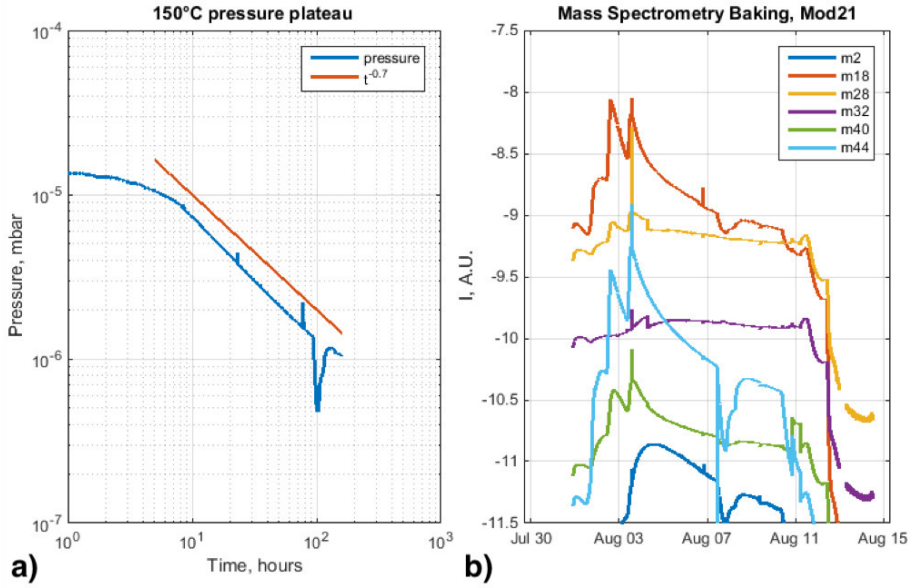 150°C pressure plateau
10^-4
10^-5
10^-6
10^-7
Pressure, mbar
pressure
t^-0.7
10^0
10^1
10^2
10^3
Time, hours
a)
Mass Spectrometry Baking, Mod21
-7.5
-8
-8.5
-9
-9.5
-10
-10.5
-11
-11.5
I, A.U.
m2
m18
m28
m32
m40
m44
Jul 30
Aug 03
Aug 07
Aug 11
Aug 15
b)